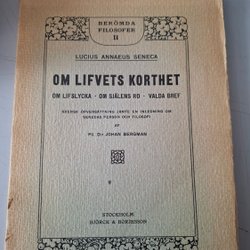 BERÖMDA
FILOSOFER
II
LUCIUS ANNAEUS SENECA
OM LIFVETS KORTHET
OM LIFSLYCKA · OM SJÄLENS RO · VALDA BREF
SVENSK ÖFVERSÄTTNING JÄMTE EN INLEDNING OM
SENECAS PERSON OCH FILOSOFI
AF
FIL. D:R JOHAN BERGMAN
STOCKHOLM
BJÖRCK & BÖRJESSON